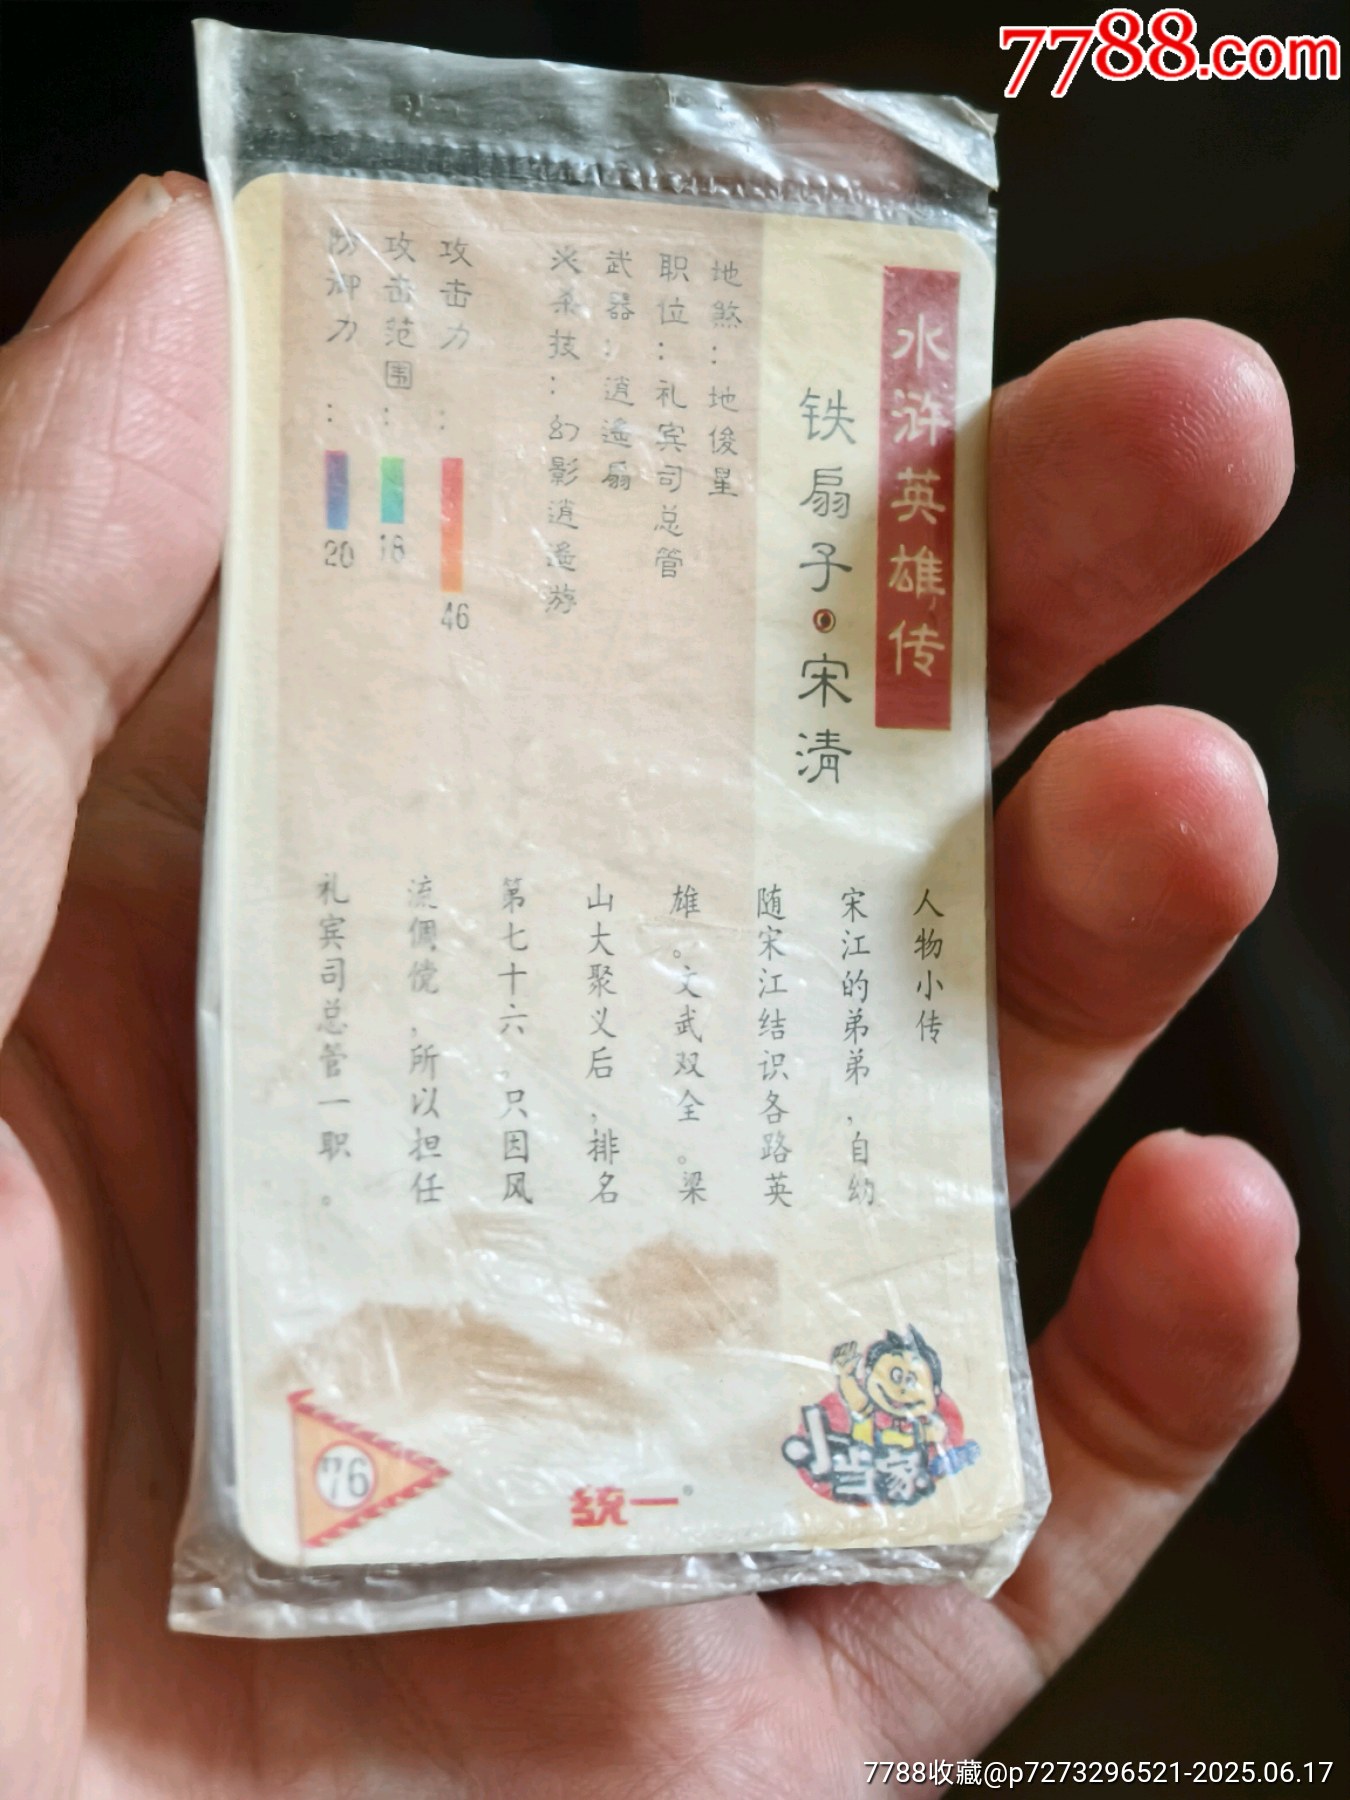 7788.com
水浒英雄传
铁扇子·宋清
地煞：地俊星
职位：礼宾司总管
武器：逍遥扇
必杀技：幻影逍遥游
攻击力：46
攻击范围：18
防御力：20
人物小传
宋江的弟弟，自幼
随宋江结识各路英
雄。文武双全。梁
山大聚义后，排名
第七十六，只因风
流倜傥，所以担任
礼宾司总管一职。
76
统一
小当家
7788收藏@p7273296521-2025.06.17